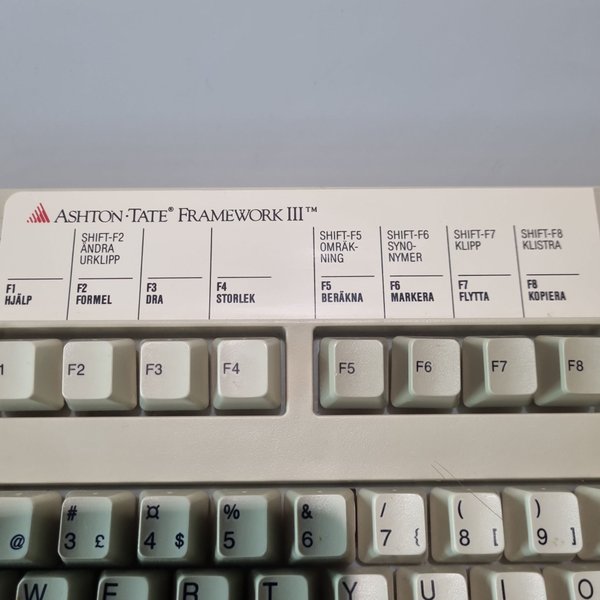 ASHTON·TATE® FRAMEWORK III™
F1
HJÄLP
SHIFT-F2
ÄNDRA
URKLIPP
F2
FORMEL
F3
DRA
F4
STORLEK
SHIFT-F5
OMRÄK-
NING
F5
BERÄKNA
SHIFT-F6
SYNO-
NYMER
F6
MARKERA
SHIFT-F7
KLIPP
F7
FLYTTA
SHIFT-F8
KLISTRA
F8
KOPIERA
1 F2 F3 F4 F5 F6 F7 F8
# ¤ % & / ( )
@ 3 £ 4 $ 5 6 7 { 8 [ 9 ]
W E R T Y U I O